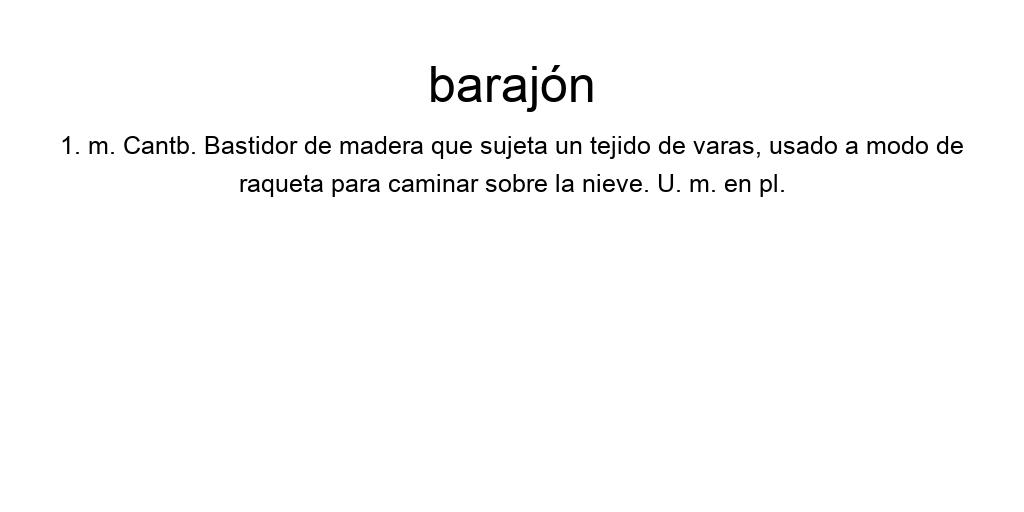 barajón
1. m. Cantb. Bastidor de madera que sujeta un tejido de varas, usado a modo de
raqueta para caminar sobre la nieve. U. m. en pl.